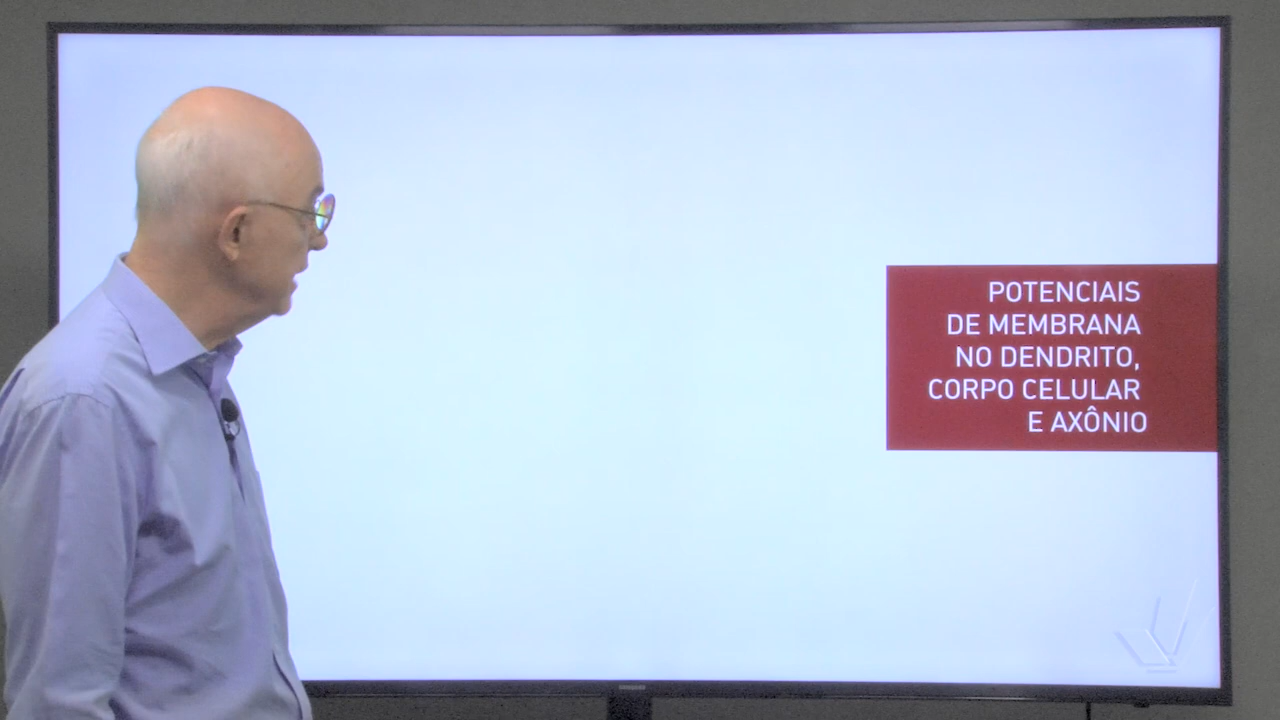 POTENCIAIS
DE MEMBRANA
NO DENDRITO,
CORPO CELULAR
E AXÔNIO